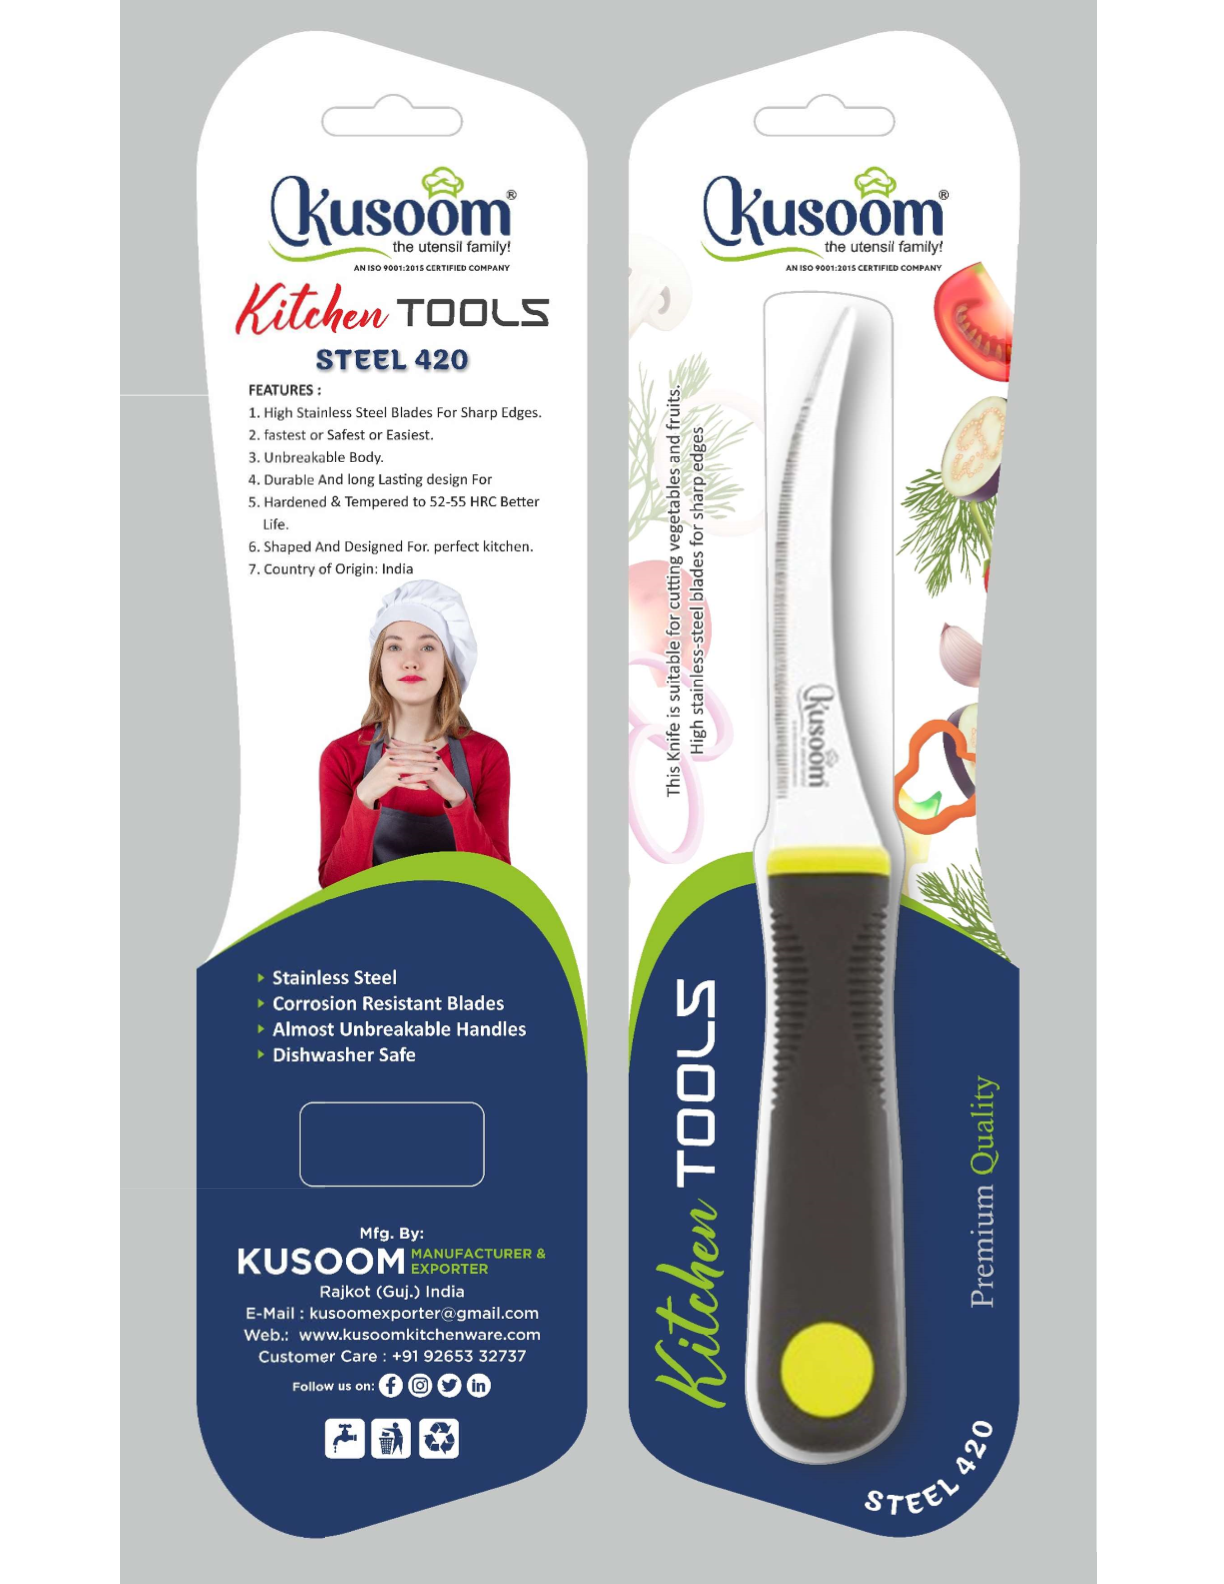 Kusoom®
the utensil family!
AN ISO 9001:2015 CERTIFIED COMPANY
Kitchen TOOLS
STEEL 420
FEATURES :
1. High Stainless Steel Blades For Sharp Edges.
2. fastest or Safest or Easiest.
3. Unbreakable Body.
4. Durable And long Lasting design For
5. Hardened & Tempered to 52-55 HRC Better
Life.
6. Shaped And Designed For. perfect kitchen.
7. Country of Origin: India
Stainless Steel
Corrosion Resistant Blades
Almost Unbreakable Handles
Dishwasher Safe
Mfg. By:
KUSOOM MANUFACTURER &
EXPORTER
Rajkot (Guj.) India
E-Mail : kusoomexporter@gmail.com
Web.: www.kusoomkitchenware.com
Customer Care : +91 92653 32737
Follow us on:
Kusoom®
the utensil family!
AN ISO 9001:2015 CERTIFIED COMPANY
This Knife is suitable for cutting vegetables and fruits.
High stainless-steel blades for sharp edges
Kusoom
Kitchen TOOLS
Premium Quality
STEEL 420